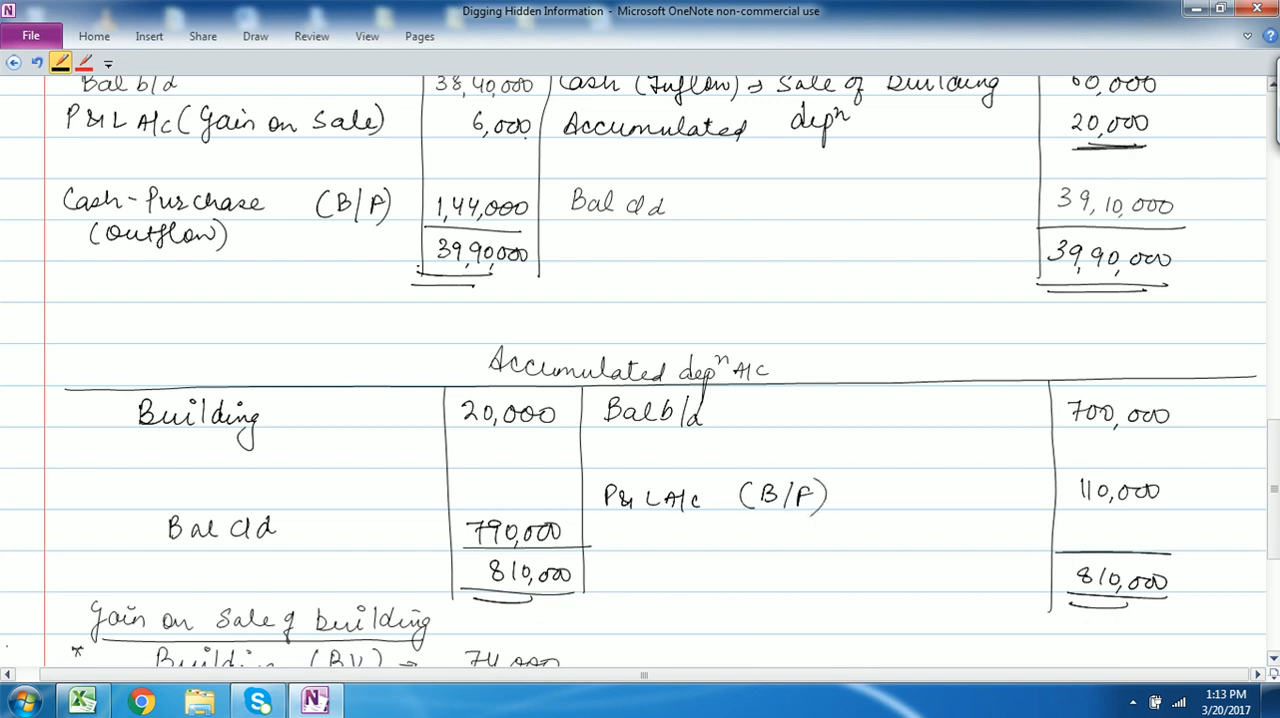 Digging Hidden Information - Microsoft OneNote non-commercial use
File Home Insert Share Draw Review View Pages
Bal b/d 38,40,000 Cash (Inflow) → Sale of Building 60,000
P&L A/C (Gain on Sale) 6,000 Accumulated depn 20,000
Cash-Purchase (B/F) 1,44,000 Bal c/d 39,10,000
(Outflow) 39,90,000 39,90,000
Accumulated depn A/C
Building 20,000 Bal b/d 700,000
P&L A/C (B/F) 110,000
Bal c/d 790,000
810,000 810,000
Gain on Sale of building
* Building (BV) → 74,000
1:13 PM
3/20/2017